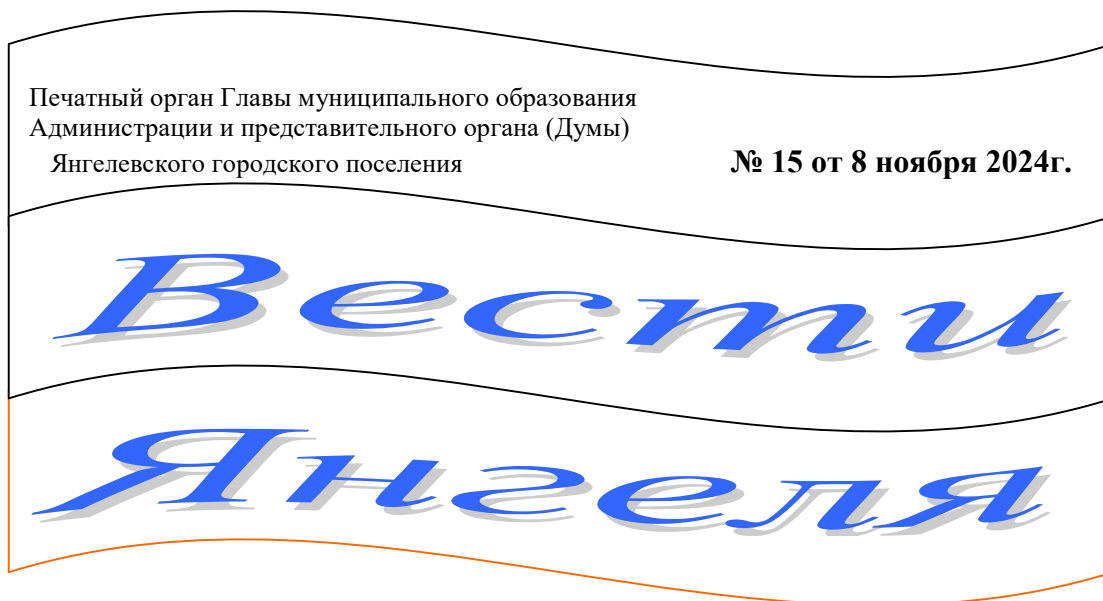 Печатный орган Главы муниципального образования
Администрации и представительного органа (Думы)
Янгелевского городского поселения
№ 15 от 8 ноября 2024г.
Вести
Янгеля